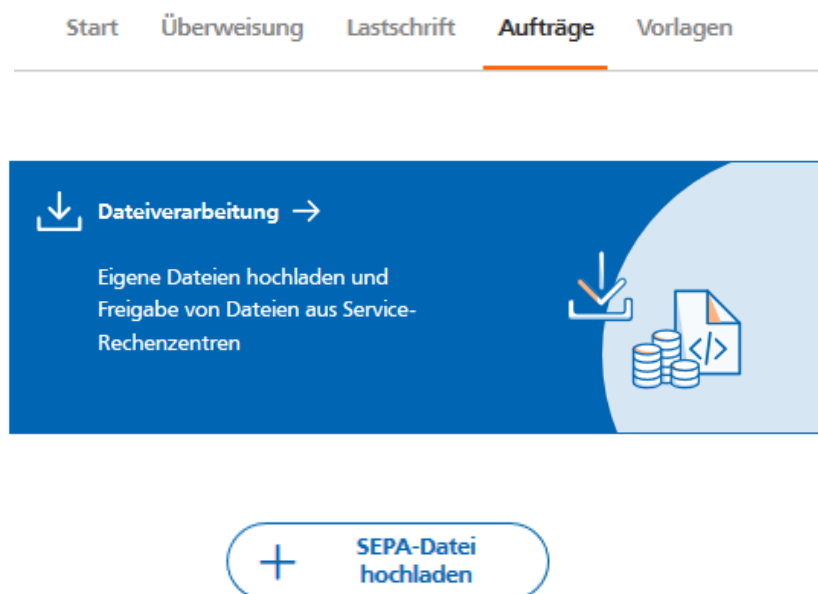 Start Überweisung Lastschrift Aufträge Vorlagen
Dateiverarbeitung →
Eigene Dateien hochladen und
Freigabe von Dateien aus Service-
Rechenzentren
</>
+ SEPA-Datei
hochladen